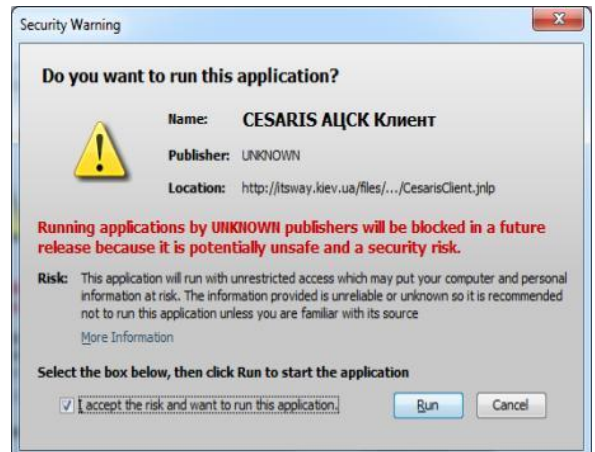 Security Warning
Do you want to run this application?
Name: CESARIS АЦСК Клиент
Publisher: UNKNOWN
Location: http://itsway.kiev.ua/files/.../CesarisClient.jnlp
Running applications by UNKNOWN publishers will be blocked in a future
release because it is potentially unsafe and a security risk.
Risk: This application will run with unrestricted access which may put your computer and personal
information at risk. The information provided is unreliable or unknown so it is recommended
not to run this application unless you are familiar with its source
More Information
Select the box below, then click Run to start the application
I accept the risk and want to run this application.
Run
Cancel